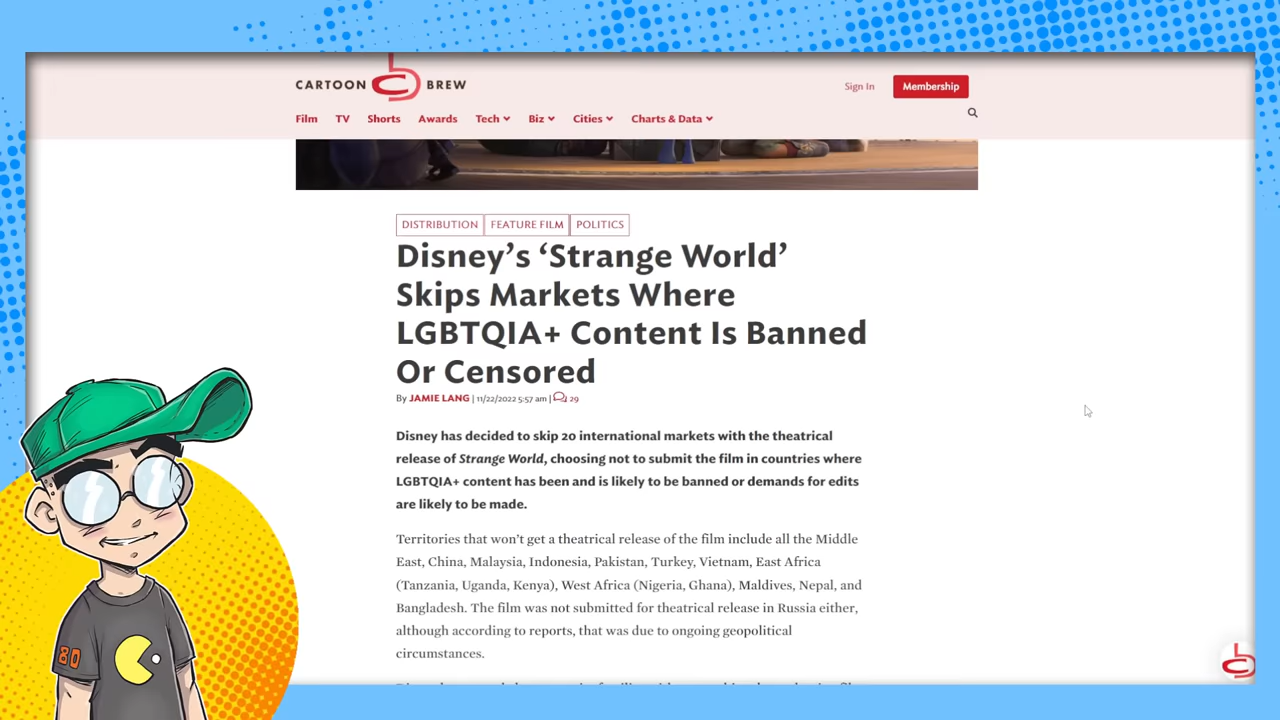 CARTOON BREW
Sign In
Membership
Film TV Shorts Awards Tech Biz Cities Charts & Data
DISTRIBUTION FEATURE FILM POLITICS
Disney's ‘Strange World’
Skips Markets Where
LGBTQIA+ Content Is Banned
Or Censored
By JAMIE LANG | 11/22/2022 5:57 am | 29
Disney has decided to skip 20 international markets with the theatrical
release of Strange World, choosing not to submit the film in countries where
LGBTQIA+ content has been and is likely to be banned or demands for edits
are likely to be made.
Territories that won't get a theatrical release of the film include all the Middle
East, China, Malaysia, Indonesia, Pakistan, Turkey, Vietnam, East Africa
(Tanzania, Uganda, Kenya), West Africa (Nigeria, Ghana), Maldives, Nepal, and
Bangladesh. The film was not submitted for theatrical release in Russia either,
although according to reports, that was due to ongoing geopolitical
circumstances.
80